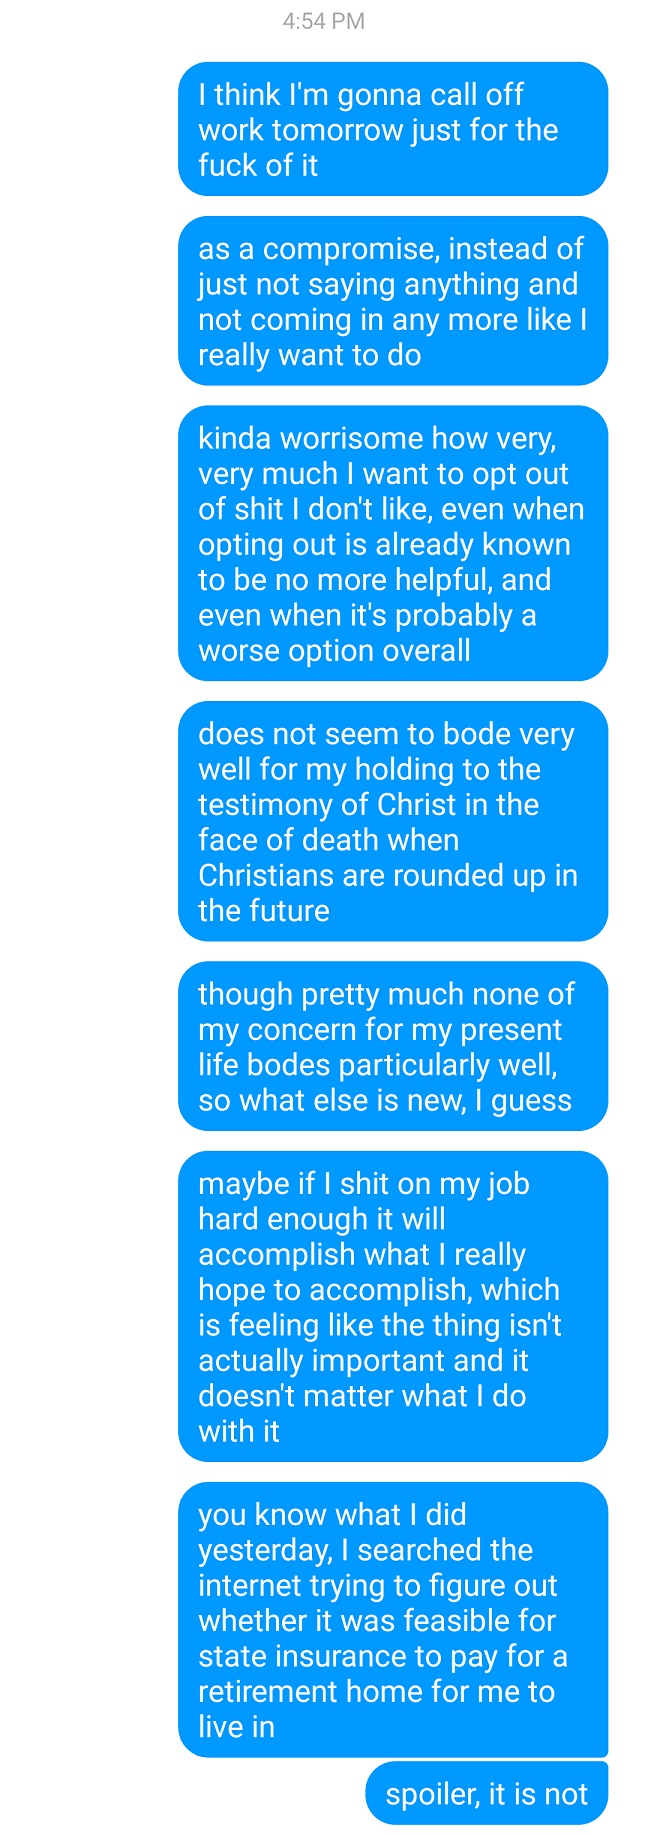 4:54 PM
I think I'm gonna call off
work tomorrow just for the
fuck of it
as a compromise, instead of
just not saying anything and
not coming in any more like I
really want to do
kinda worrisome how very,
very much I want to opt out
of shit I don't like, even when
opting out is already known
to be no more helpful, and
even when it's probably a
worse option overall
does not seem to bode very
well for my holding to the
testimony of Christ in the
face of death when
Christians are rounded up in
the future
though pretty much none of
my concern for my present
life bodes particularly well,
so what else is new, I guess
maybe if I shit on my job
hard enough it will
accomplish what I really
hope to accomplish, which
is feeling like the thing isn't
actually important and it
doesn't matter what I do
with it
you know what I did
yesterday, I searched the
internet trying to figure out
whether it was feasible for
state insurance to pay for a
retirement home for me to
live in
spoiler, it is not